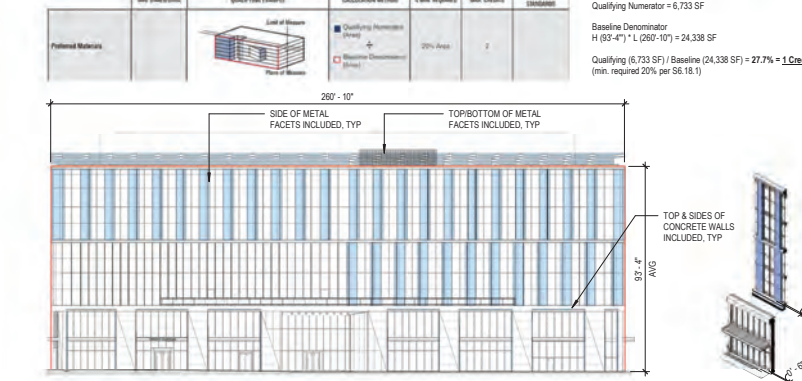 Limit of Measure
Qualifying Numerator
(Area)
÷
Baseline Denominator
(Area)
Preferred Materials
20% Area
Plane of Measure
STANDARDS
Qualifying Numerator = 6,733 SF
Baseline Denominator
H (93'-4"') * L (260'-10") = 24,338 SF
Qualifying (6,733 SF) / Baseline (24,338 SF) = 27.7% = 1 Cre
(min. required 20% per S6.18.1)
260' - 10"
SIDE OF METAL
FACETS INCLUDED, TYP
TOP/BOTTOM OF METAL
FACETS INCLUDED, TYP
TOP & SIDES OF
CONCRETE WALLS
INCLUDED, TYP
93' - 4"
AVG